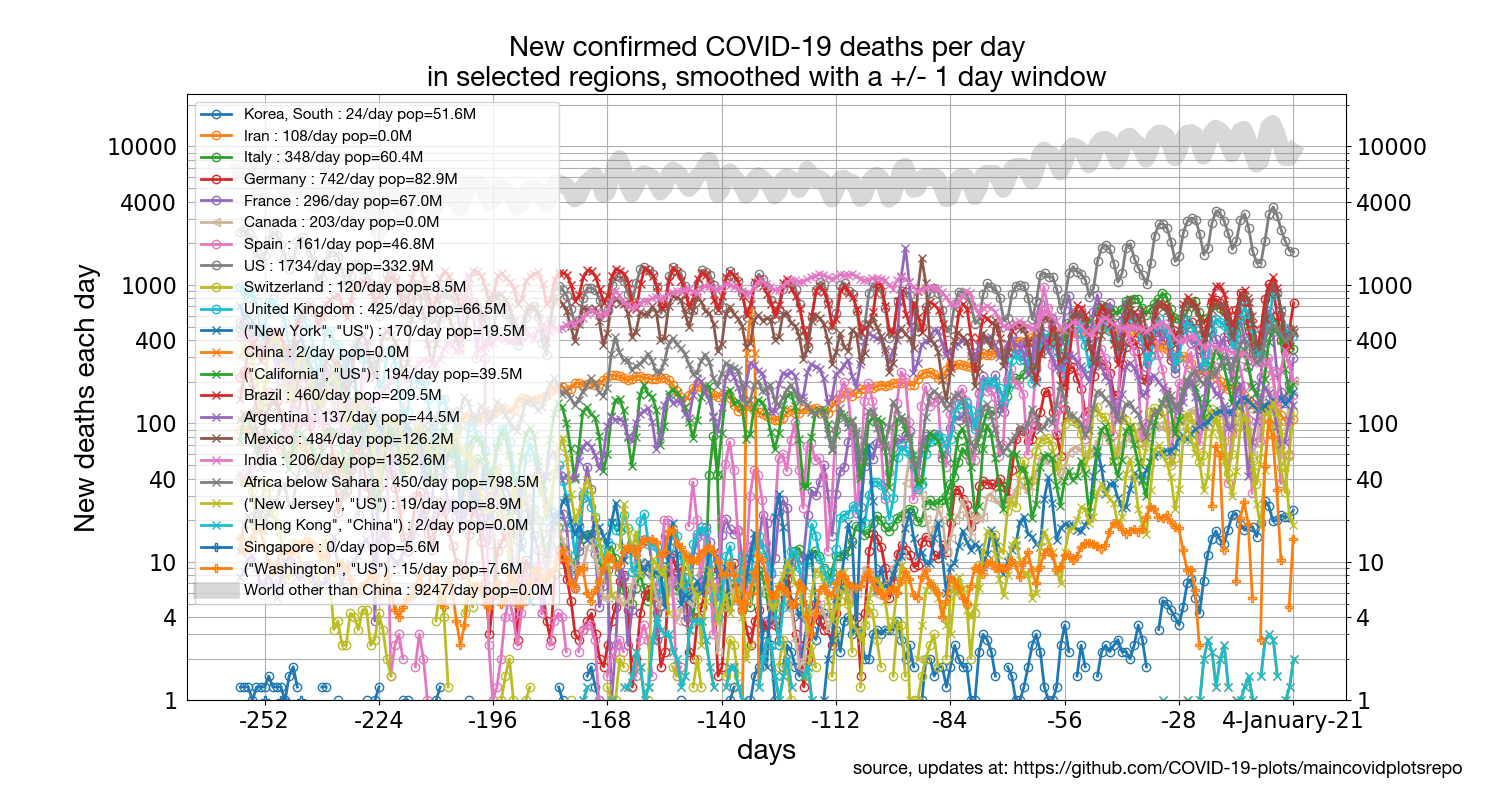 New confirmed COVID-19 deaths per day
in selected regions, smoothed with a +/- 1 day window
New deaths each day
10000
4000
1000
400
100
40
10
4
1
Korea, South : 24/day pop=51.6M
Iran : 108/day pop=0.0M
Italy : 348/day pop=60.4M
Germany : 742/day pop=82.9M
France : 296/day pop=67.0M
Canada : 203/day pop=0.0M
Spain : 161/day pop=46.8M
US : 1734/day pop=332.9M
Switzerland : 120/day pop=8.5M
United Kingdom : 425/day pop=66.5M
("New York", "US") : 170/day pop=19.5M
China : 2/day pop=0.0M
("California", "US") : 194/day pop=39.5M
Brazil : 460/day pop=209.5M
Argentina : 137/day pop=44.5M
Mexico : 484/day pop=126.2M
India : 206/day pop=1352.6M
Africa below Sahara : 450/day pop=798.5M
("New Jersey", "US") : 19/day pop=8.9M
("Hong Kong", "China") : 2/day pop=0.0M
Singapore : 0/day pop=5.6M
("Washington", "US") : 15/day pop=7.6M
World other than China : 9247/day pop=0.0M
10000
4000
1000
400
100
40
10
4
1
-252 -224 -196 -168 -140 -112 -84 -56 -28 4-January-21
days
source, updates at: https://github.com/COVID-19-plots/maincovidplotsrepo